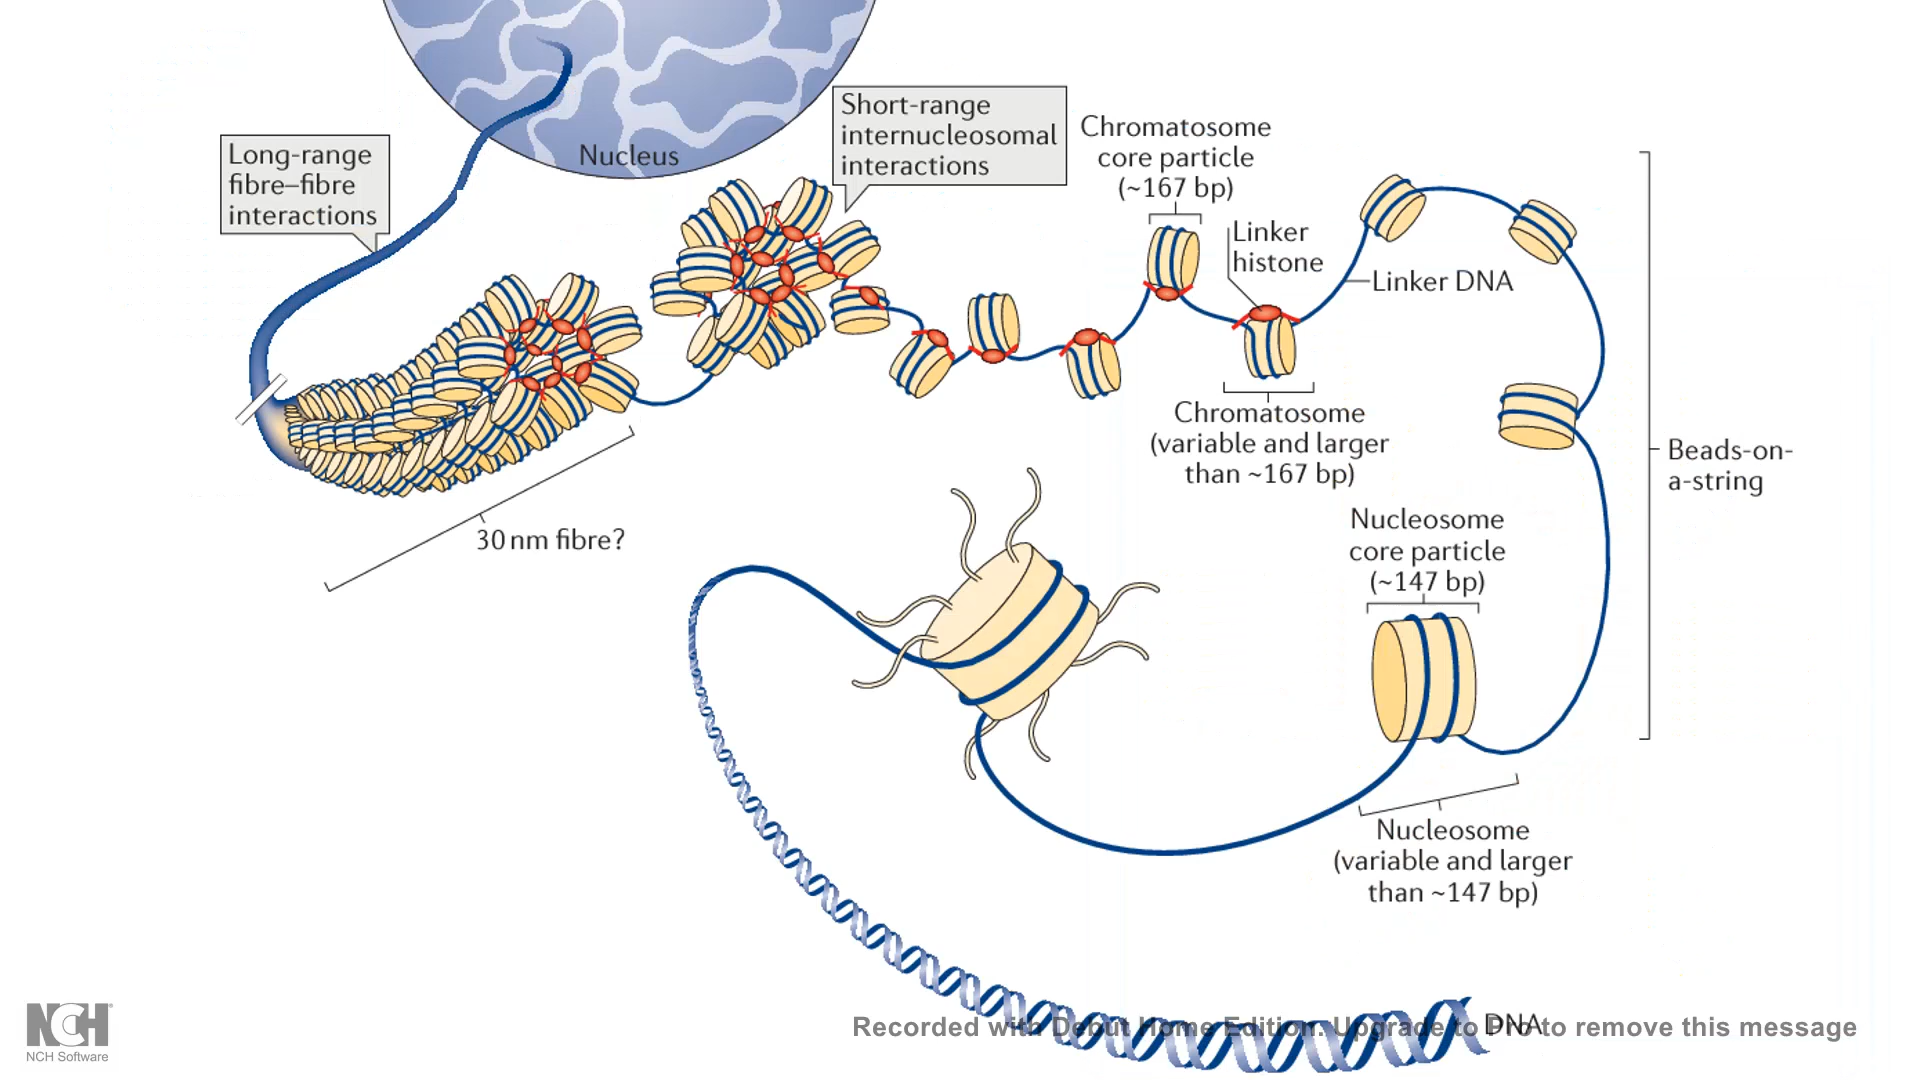 Nucleus
Long-range
fibre–fibre
interactions
Short-range
internucleosomal
interactions
Chromatosome
core particle
(~167 bp)
Linker
histone
Linker DNA
Chromatosome
(variable and larger
than ~167 bp)
30 nm fibre?
Beads-on-
a-string
Nucleosome
core particle
(~147 bp)
Nucleosome
(variable and larger
than ~147 bp)
DNA
Recorded with Debut Home Edition. Upgrade to Pro to remove this message
NCH
NCH Software